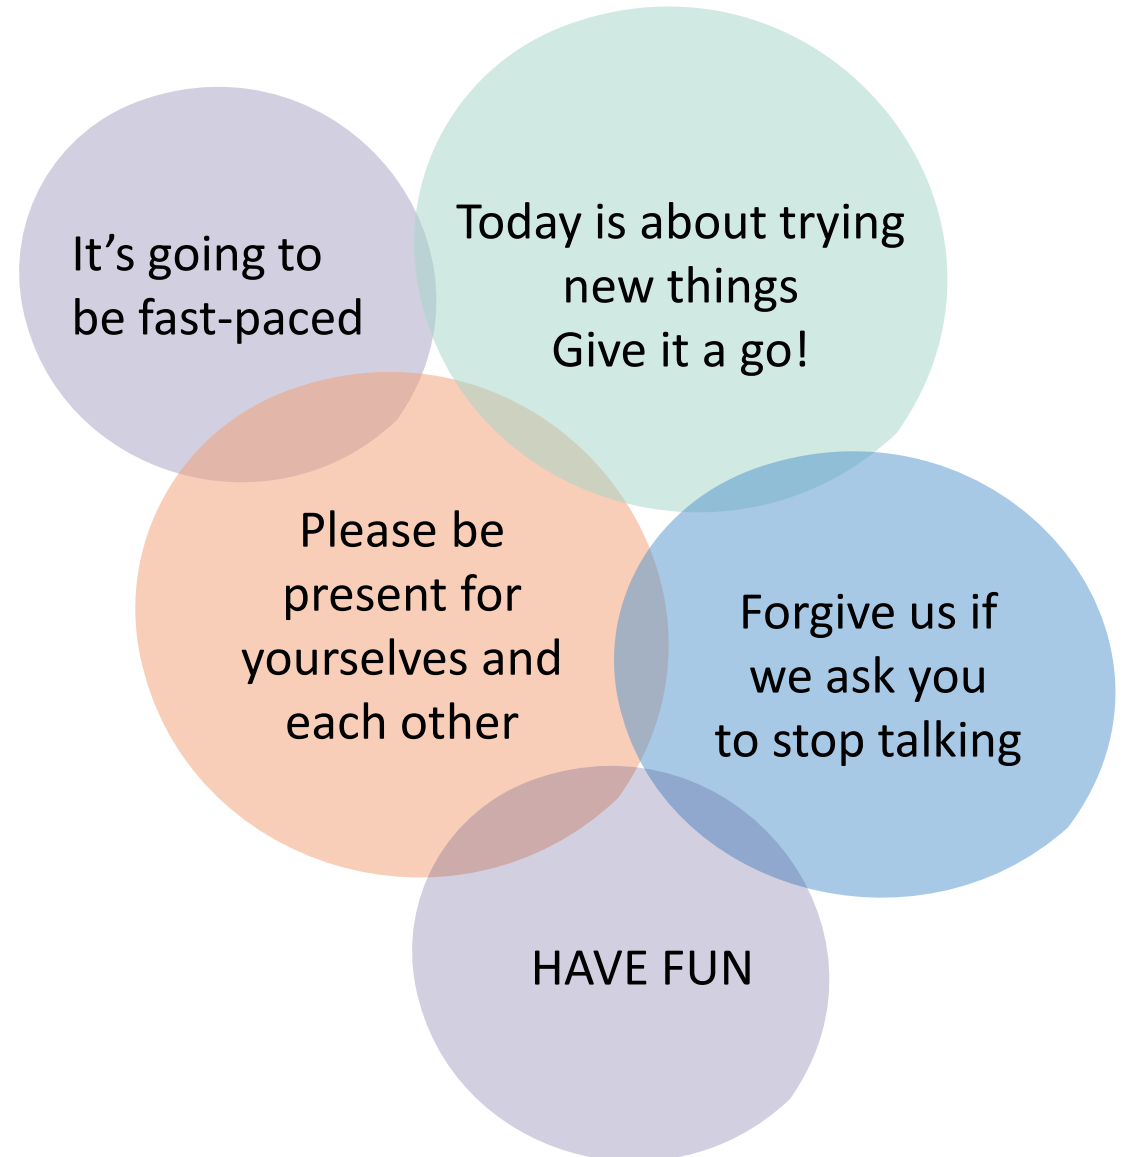 It’s going to
be fast-paced
Today is about trying
new things
Give it a go!
Please be
present for
yourselves and
each other
Forgive us if
we ask you
to stop talking
HAVE FUN